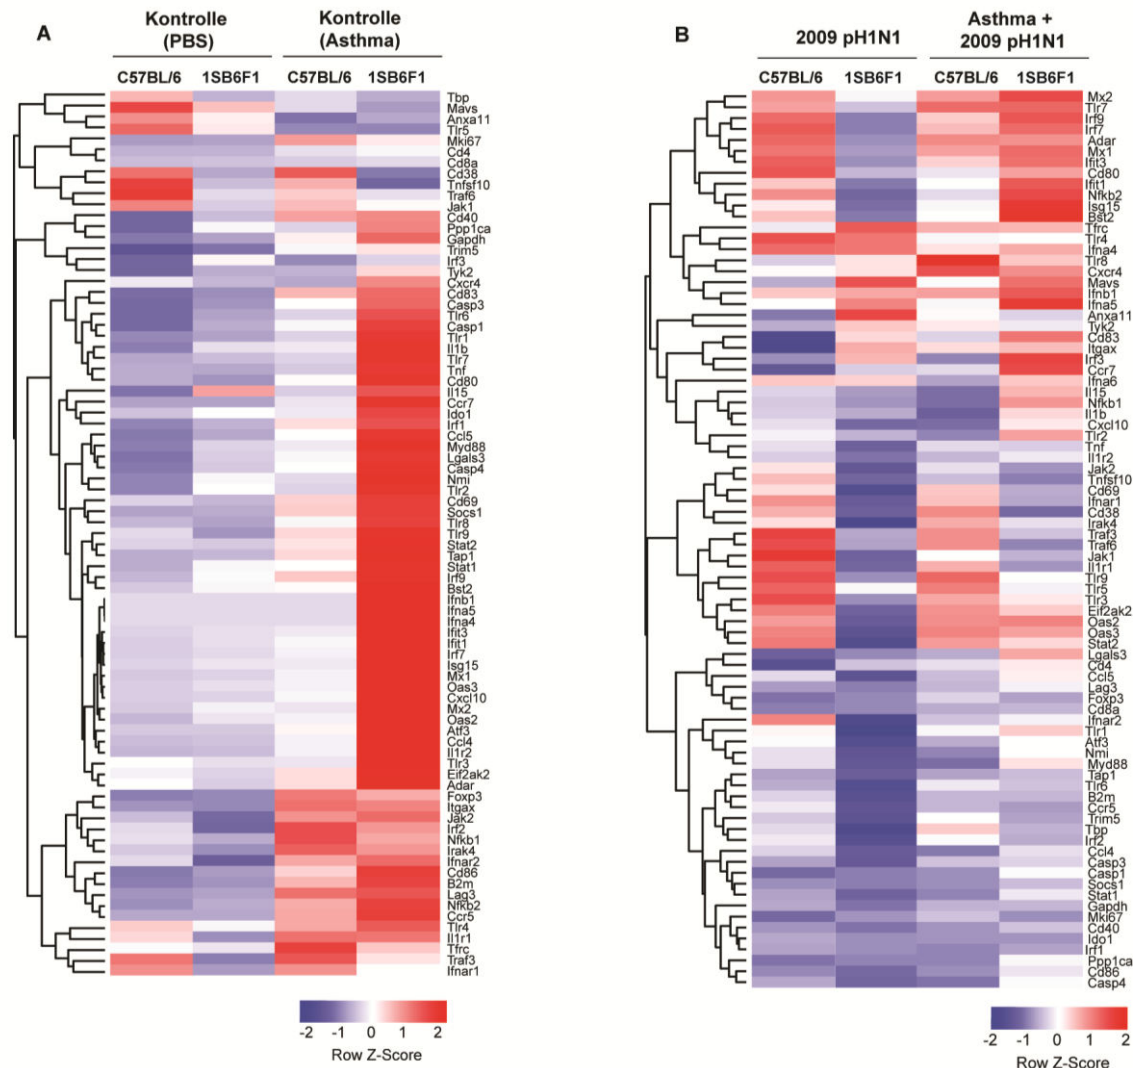 A
Kontrolle
(PBS)
Kontrolle
(Asthma)
C57BL/6 1SB6F1 C57BL/6 1SB6F1
Tbp
Mavs
Anxa11
Tlr5
Mki67
Cd4
Cd8a
Cd38
Tnfsf10
Traf6
Jak1
Cd40
Ppp1ca
Gapdh
Trim5
Irf3
Tyk2
Cxcr4
Cd83
Casp3
Tlr6
Casp1
Tlr1
Il1b
Tlr7
Tnf
Cd80
Il15
Ccr7
Ido1
Irf1
Ccl5
Myd88
Lgals3
Casp4
Nmi
Tlr2
Cd69
Socs1
Tlr8
Tlr9
Stat2
Tap1
Stat1
Irf9
Bst2
Ifnb1
Ifna5
Ifna4
Ifit3
Ifit1
Irf7
Isg15
Mx1
Oas3
Cxcl10
Mx2
Oas2
Atf3
Ccl4
Il1r2
Tlr3
Eif2ak2
Adar
Foxp3
Itgax
Jak2
Irf2
Nfkb1
Irak4
Ifnar2
Cd86
B2m
Lag3
Nfkb2
Ccr5
Tlr4
Il1r1
Tfrc
Traf3
Ifnar1
-2 -1 0 1 2
Row Z-Score
B
2009 pH1N1
Asthma +
2009 pH1N1
C57BL/6 1SB6F1 C57BL/6 1SB6F1
Mx2
Tlr7
Irf9
Irf7
Adar
Mx1
Ifit3
Cd80
Ifit1
Nfkb2
Isg15
Bst2
Tfrc
Tlr4
Ifna4
Tlr8
Cxcr4
Mavs
Ifnb1
Ifna5
Anxa11
Tyk2
Cd83
Itgax
Irf3
Ccr7
Ifna6
Il15
Nfkb1
Il1b
Cxcl10
Tlr2
Tnf
Il1r2
Jak2
Tnfsf10
Cd69
Ifnar1
Cd38
Irak4
Traf3
Traf6
Jak1
Il1r1
Tlr9
Tlr5
Tlr3
Eif2ak2
Oas2
Oas3
Stat2
Lgals3
Cd4
Ccl5
Lag3
Foxp3
Cd8a
Ifnar2
Tlr1
Atf3
Nmi
Myd88
Tap1
Tlr6
B2m
Ccr5
Trim5
Tbp
Irf2
Ccl4
Casp3
Casp1
Socs1
Stat1
Gapdh
Mki67
Cd40
Ido1
Irf1
Ppp1ca
Cd86
Casp4
-2 -1 0 1 2
Row Z-Score